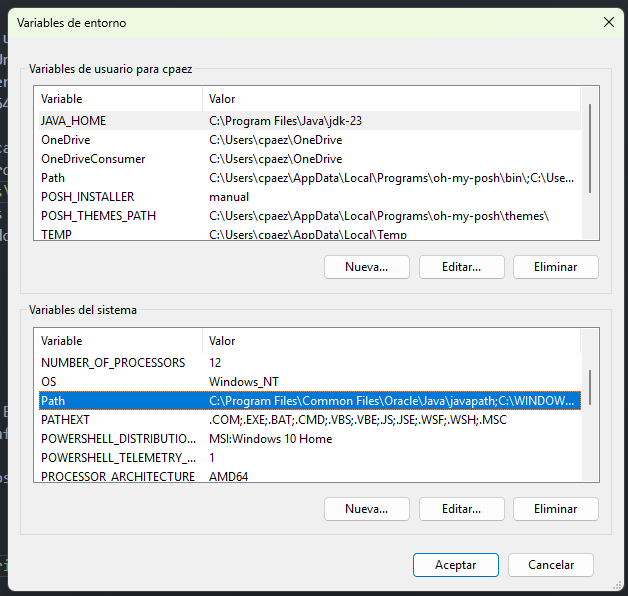 Variables de entorno
Variables de usuario para cpaez
Variable Valor
JAVA_HOME C:\Program Files\Java\jdk-23
OneDrive C:\Users\cpaez\OneDrive
OneDriveConsumer C:\Users\cpaez\OneDrive
Path C:\Users\cpaez\AppData\Local\Programs\oh-my-posh\bin\;C:\Use...
POSH_INSTALLER manual
POSH_THEMES_PATH C:\Users\cpaez\AppData\Local\Programs\oh-my-posh\themes\
TEMP C:\Users\cpaez\AppData\Local\Temp
Nueva... Editar... Eliminar
Variables del sistema
Variable Valor
NUMBER_OF_PROCESSORS 12
OS Windows_NT
Path C:\Program Files\Common Files\Oracle\Java\javapath;C:\WINDOW...
PATHEXT .COM;.EXE;.BAT;.CMD;.VBS;.VBE;.JS;.JSE;.WSF;.WSH;.MSC
POWERSHELL_DISTRIBUTIO... MSI:Windows 10 Home
POWERSHELL_TELEMETRY_... 1
PROCESSOR_ARCHITECTURE AMD64
Nueva... Editar... Eliminar
Aceptar Cancelar